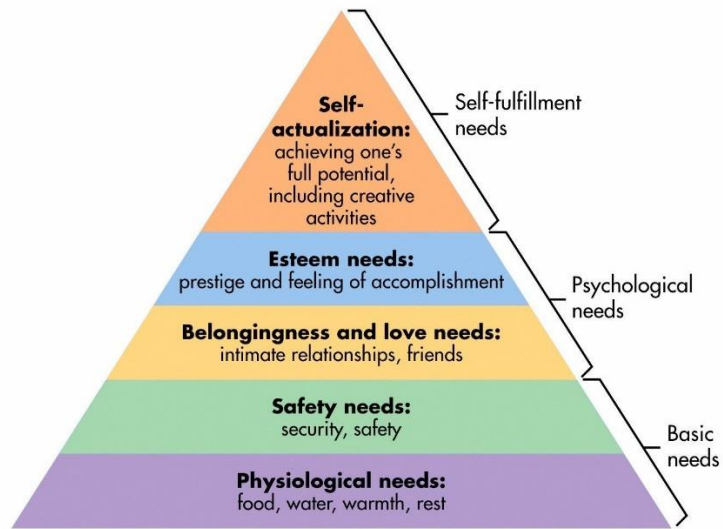 Self-
actualization:
achieving one's
full potential,
including creative
activities
Self-fulfillment
needs
Esteem needs:
prestige and feeling of accomplishment
Psychological
needs
Belongingness and love needs:
intimate relationships, friends
Safety needs:
security, safety
Basic
needs
Physiological needs:
food, water, warmth, rest